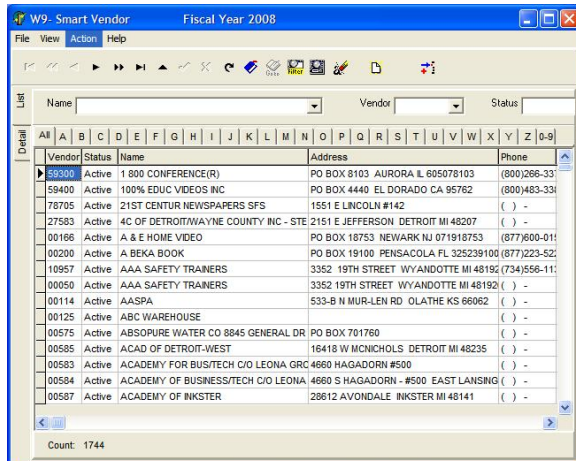 W9- Smart Vendor Fiscal Year 2008
File View Action Help
Goto Filter
List
Detail
Name Vendor Status
All A B C D E F G H I J K L M N O P Q R S T U V W X Y Z 0-9
Vendor Status Name Address Phone
59300 Active 1 800 CONFERENCE(R) PO BOX 8103 AURORA IL 605078103 (800)266-33
59400 Active 100% EDUC VIDEOS INC PO BOX 4440 EL DORADO CA 95762 (800)483-33
78705 Active 21ST CENTUR NEWSPAPERS SFS 1551 E LINCOLN #142 ( ) -
27583 Active 4C OF DETROIT/WAYNE COUNTY INC - STE 2151 E JEFFERSON DETROIT MI 48207 ( ) -
00166 Active A & E HOME VIDEO PO BOX 18753 NEWARK NJ 071918753 (877)600-01
00200 Active A BEKA BOOK PO BOX 19100 PENSACOLA FL 325239100 (877)223-52
10957 Active AAA SAFETY TRAINERS 3352 19TH STREET WYANDOTTE MI 48192 (734)556-11
00050 Active AAA SAFETY TRAINERS 3352 19TH STREET WYANDOTTE MI 48192 ( ) -
00114 Active AASPA 533-B N MUR-LEN RD OLATHE KS 66062 ( ) -
00125 Active ABC WAREHOUSE ( ) -
00575 Active ABSOPURE WATER CO 8845 GENERAL DR PO BOX 701760 ( ) -
00585 Active ACAD OF DETROIT-WEST 16418 W MCNICHOLS DETROIT MI 48235 ( ) -
00583 Active ACADEMY FOR BUS/TECH C/O LEONA GRO 4660 HAGADORN #500 ( ) -
00584 Active ACADEMY OF BUSINESS/TECH C/O LEONA 4660 S HAGADORN - #500 EAST LANSING ( ) -
00587 Active ACADEMY OF INKSTER 28612 AVONDALE INKSTER MI 48141 ( ) -
Count: 1744